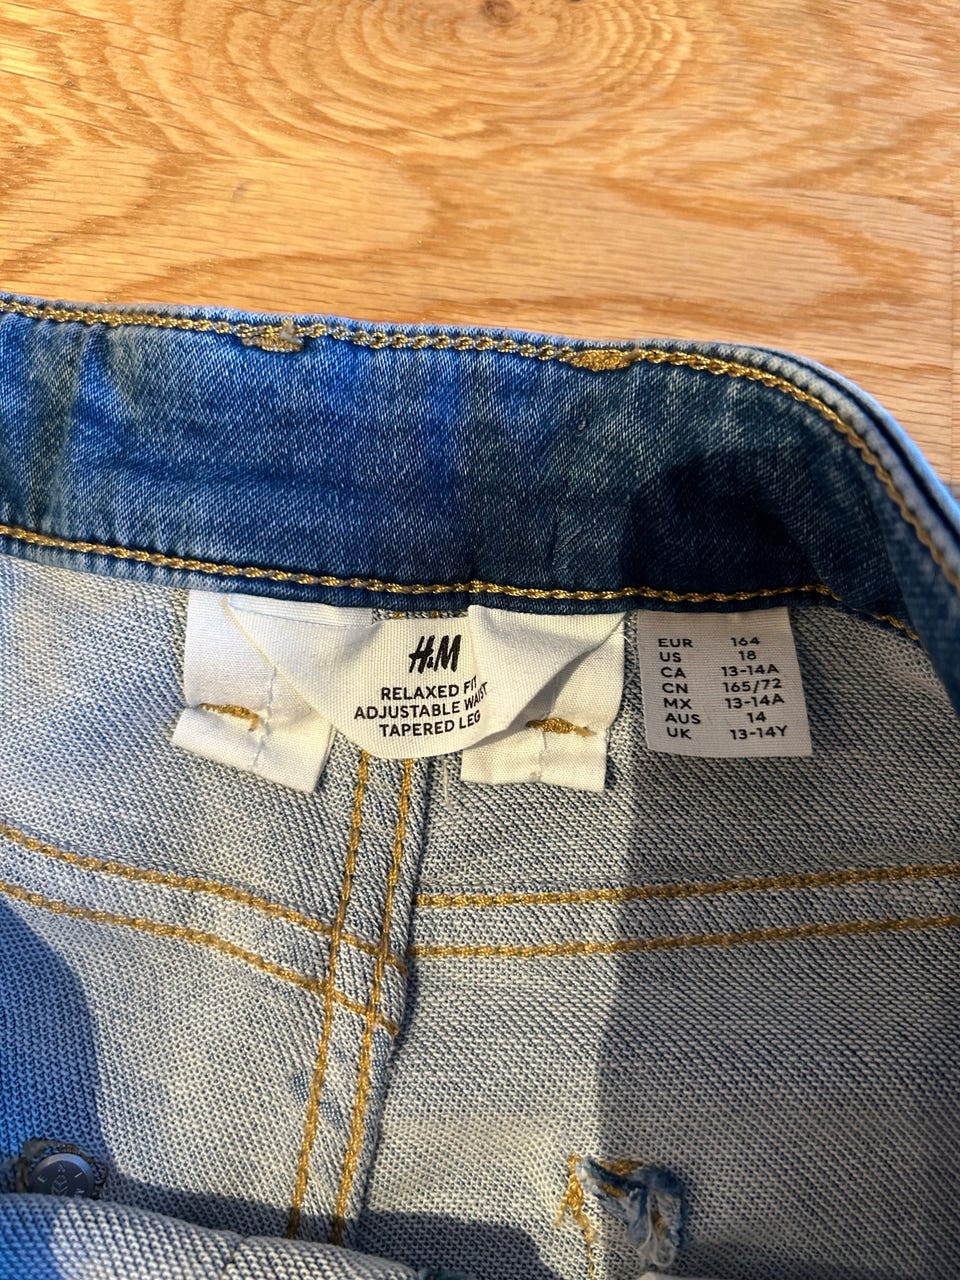 H&M
RELAXED FIT
ADJUSTABLE WAIST
TAPERED LEG
EUR 164
US 18
CA 13-14A
CN 165/72
MX 13-14A
AUS 14
UK 13-14Y